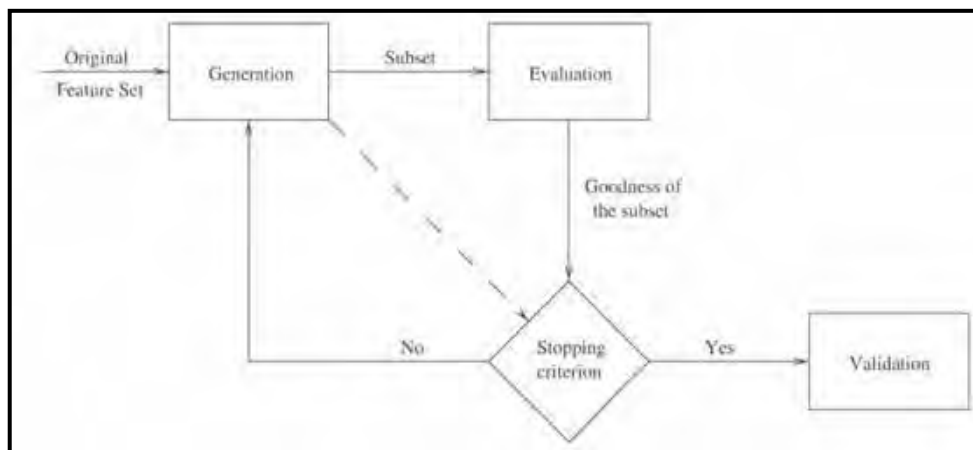 Original
Feature Set
Generation
Subset
Evaluation
Goodness of
the subset
Stopping
criterion
No
Yes
Validation